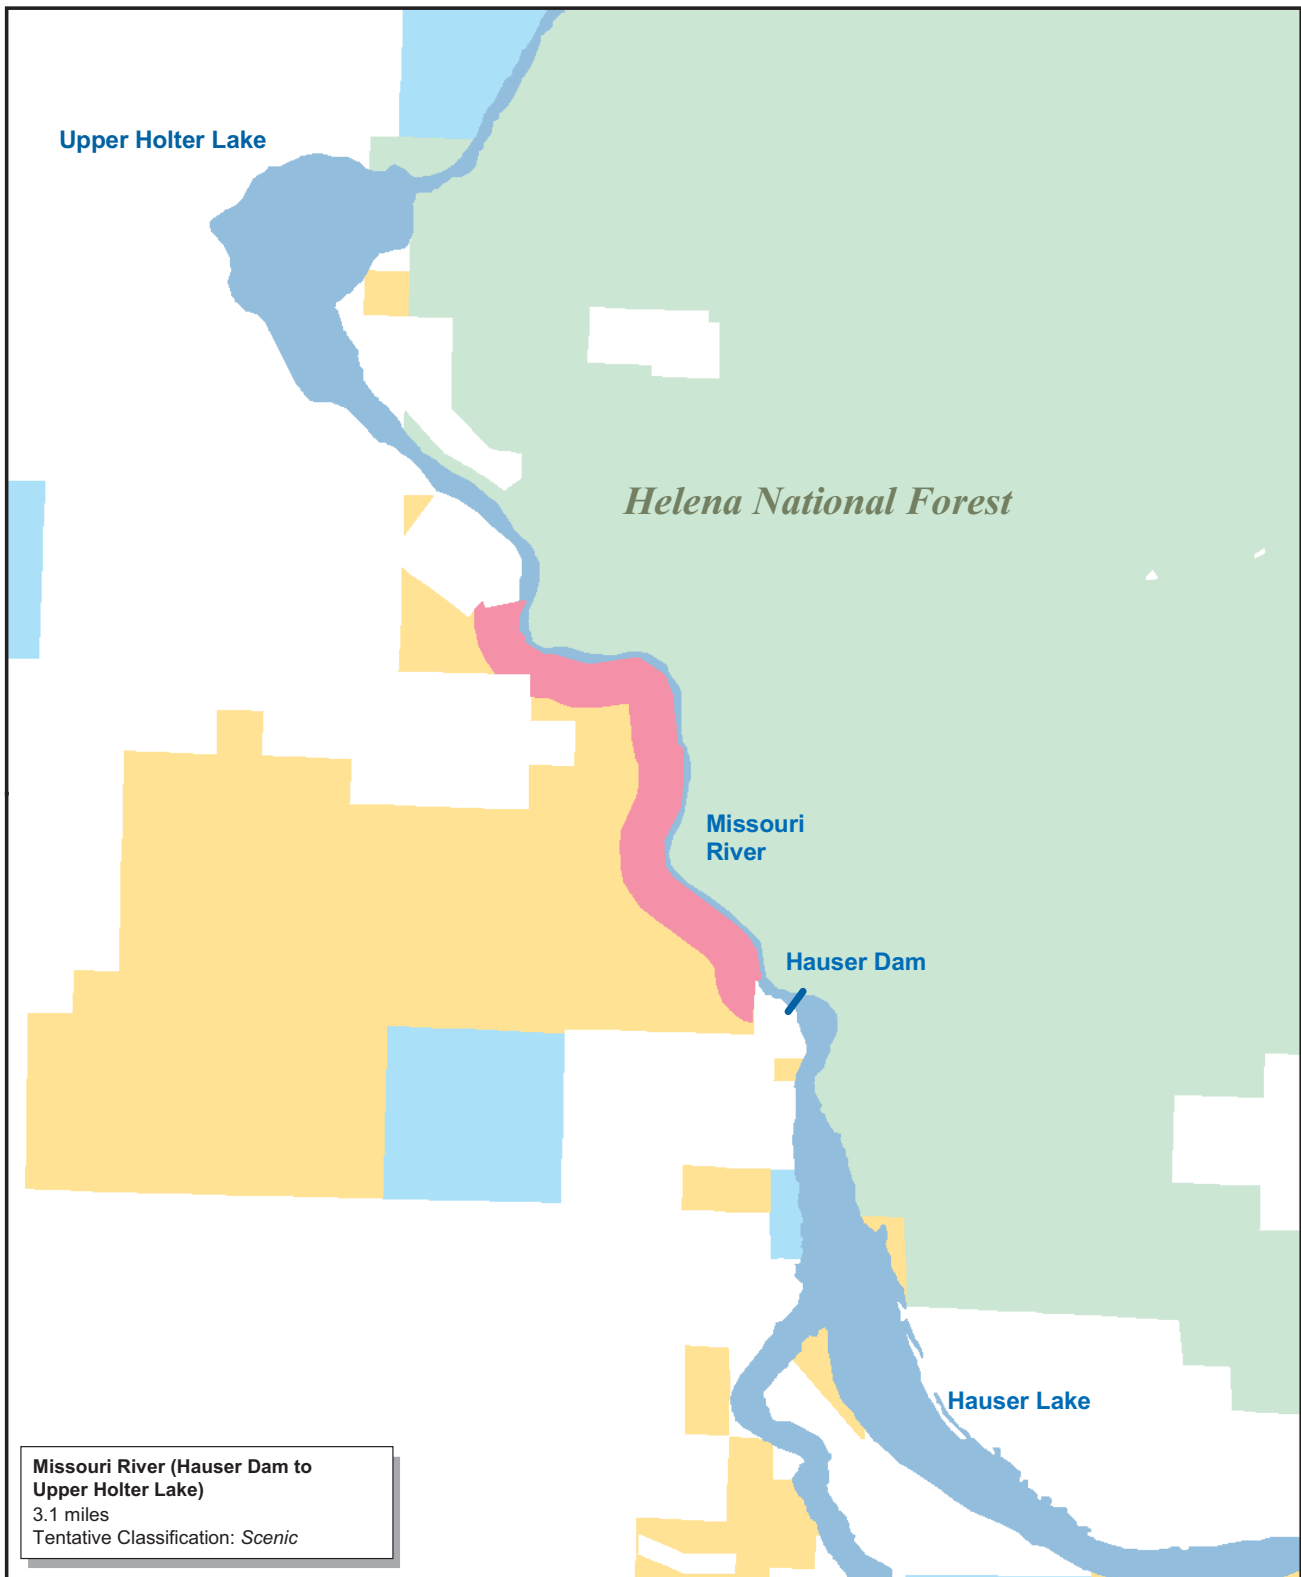 Upper Holter Lake
Helena National Forest
Missouri
River
Hauser Dam
Hauser Lake
Missouri River (Hauser Dam to
Upper Holter Lake)
3.1 miles
Tentative Classification: Scenic